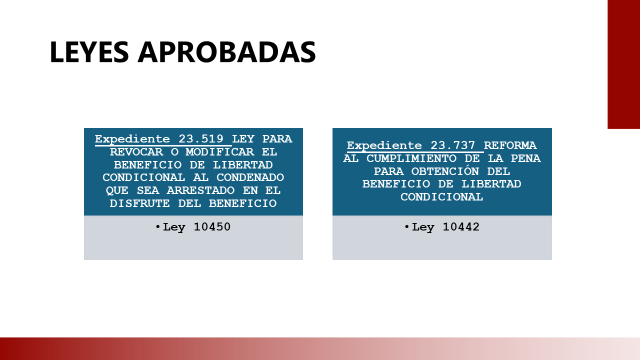 LEYES APROBADAS
Expediente 23.519 LEY PARA
REVOCAR O MODIFICAR EL
BENEFICIO DE LIBERTAD
CONDICIONAL AL CONDENADO
QUE SEA ARRESTADO EN EL
DISFRUTE DEL BENEFICIO
•Ley 10450
Expediente 23.737 REFORMA
AL CUMPLIMIENTO DE LA PENA
PARA OBTENCIÓN DEL
BENEFICIO DE LIBERTAD
CONDICIONAL
•Ley 10442